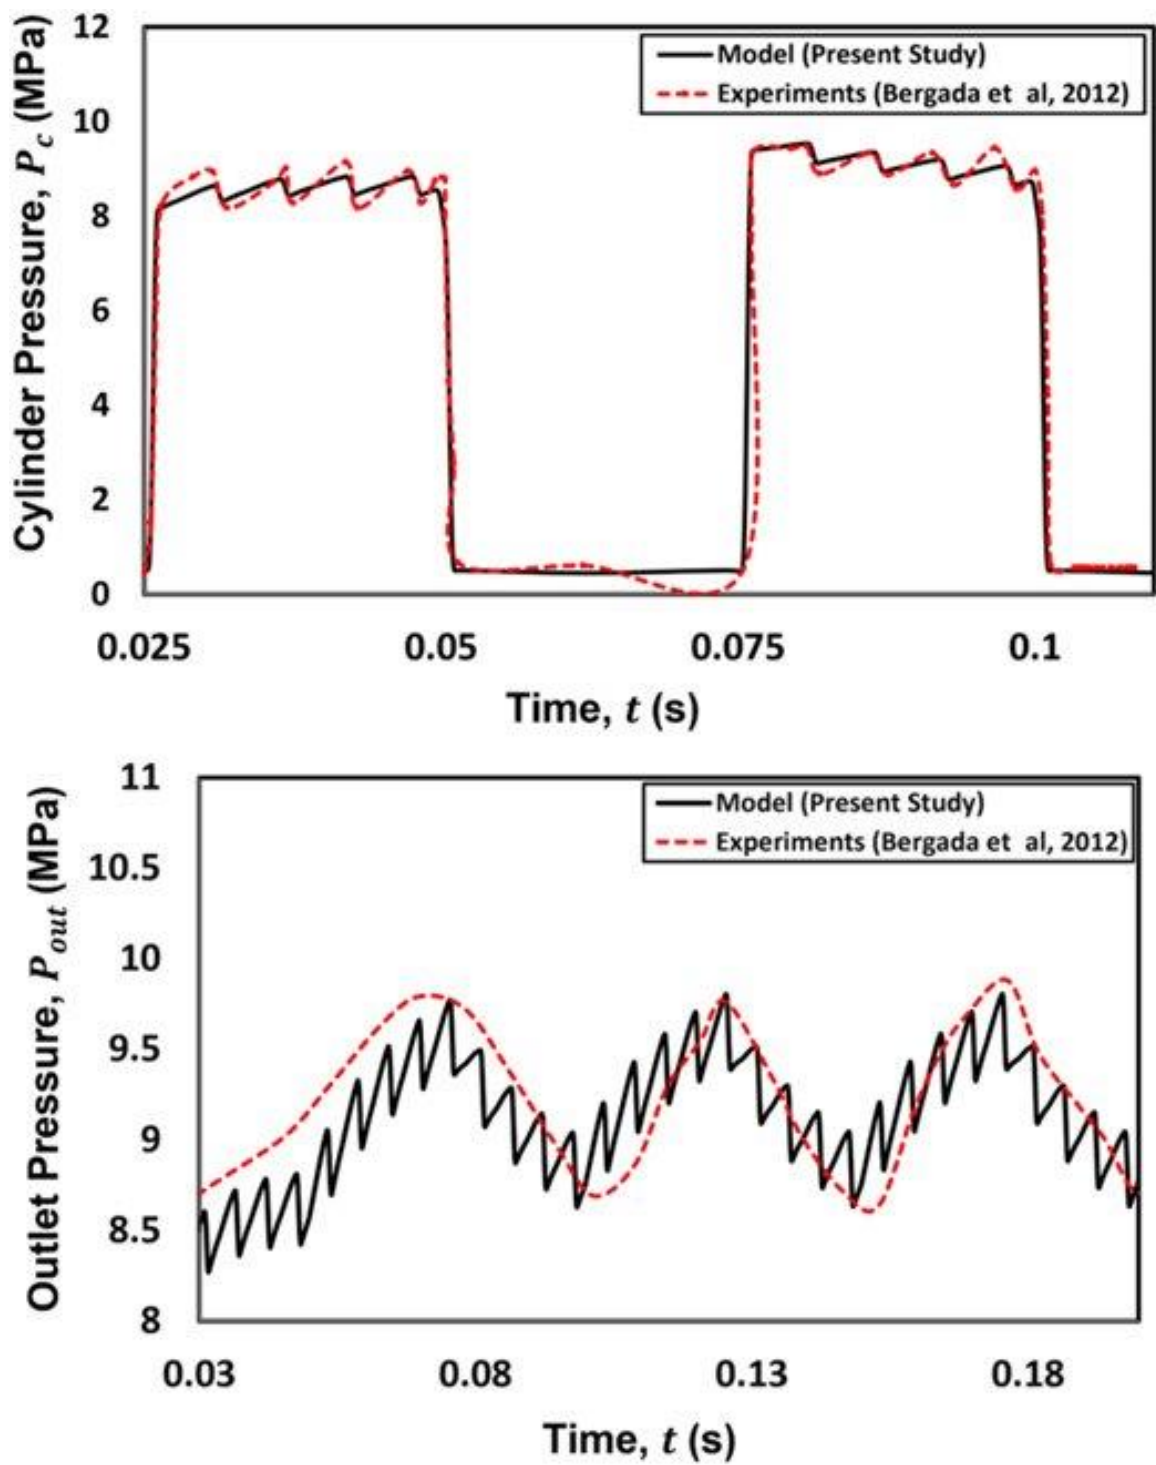 Cylinder Pressure, P_c (MPa)
12
10
8
6
4
2
0
Model (Present Study)
Experiments (Bergada et al, 2012)
0.025 0.05 0.075 0.1
Time, t (s)
Outlet Pressure, P_out (MPa)
11
10.5
10
9.5
9
8.5
8
Model (Present Study)
Experiments (Bergada et al, 2012)
0.03 0.08 0.13 0.18
Time, t (s)